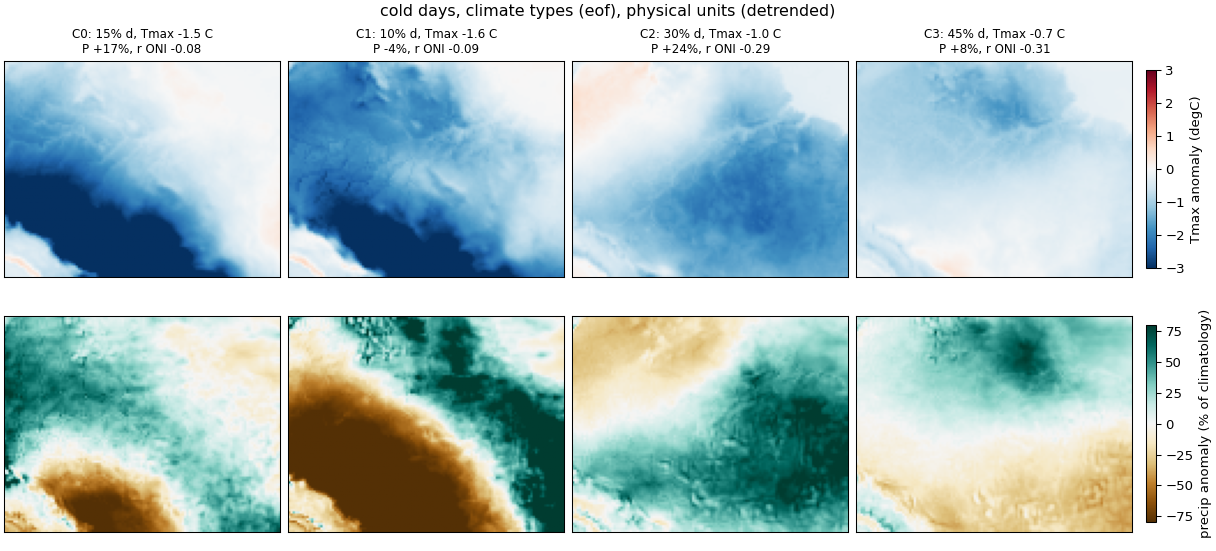 cold days, climate types (eof), physical units (detrended)
C0: 15% d, Tmax -1.5 C
P +17%, r ONI -0.08
C1: 10% d, Tmax -1.6 C
P -4%, r ONI -0.09
C2: 30% d, Tmax -1.0 C
P +24%, r ONI -0.29
C3: 45% d, Tmax -0.7 C
P +8%, r ONI -0.31
3
2
1
0
−1
−2
−3
Tmax anomaly (degC)
75
50
25
0
−25
−50
−75
precip anomaly (% of climatology)